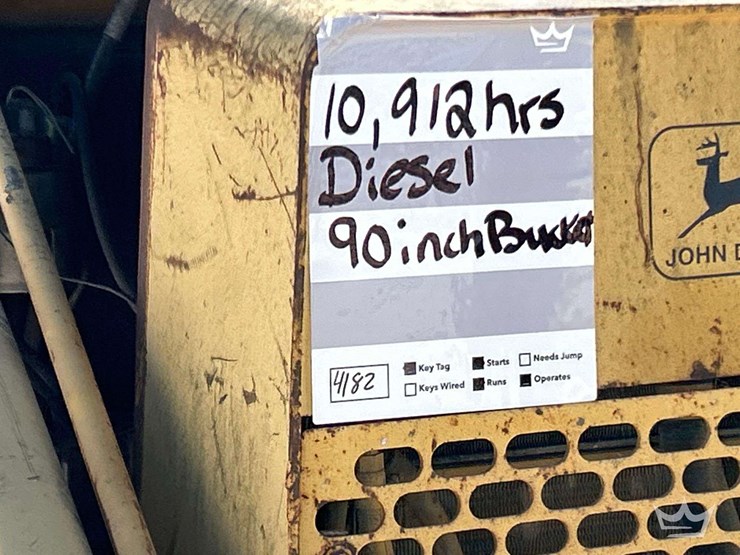 10,912 hrs
Diesel
90 inch Bucket
4182
Key Tag
Starts
Needs Jump
Keys Wired
Runs
Operates
JOHN D